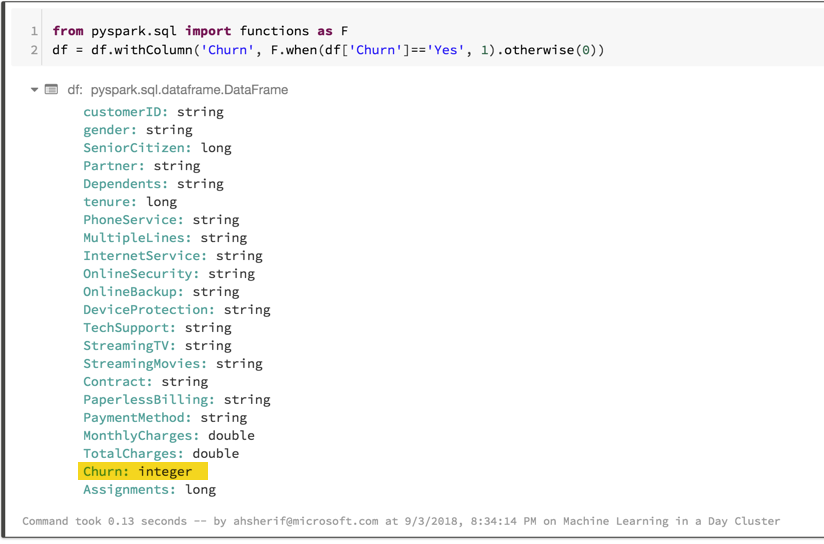 1 from pyspark.sql import functions as F
2 df = df.withColumn('Churn', F.when(df['Churn']=='Yes', 1).otherwise(0))
df: pyspark.sql.dataframe.DataFrame
customerID: string
gender: string
SeniorCitizen: long
Partner: string
Dependents: string
tenure: long
PhoneService: string
MultipleLines: string
InternetService: string
OnlineSecurity: string
OnlineBackup: string
DeviceProtection: string
TechSupport: string
StreamingTV: string
StreamingMovies: string
Contract: string
PaperlessBilling: string
PaymentMethod: string
MonthlyCharges: double
TotalCharges: double
Churn: integer
Assignments: long
Command took 0.13 seconds -- by ahsherif@microsoft.com at 9/3/2018, 8:34:14 PM on Machine Learning in a Day Cluster